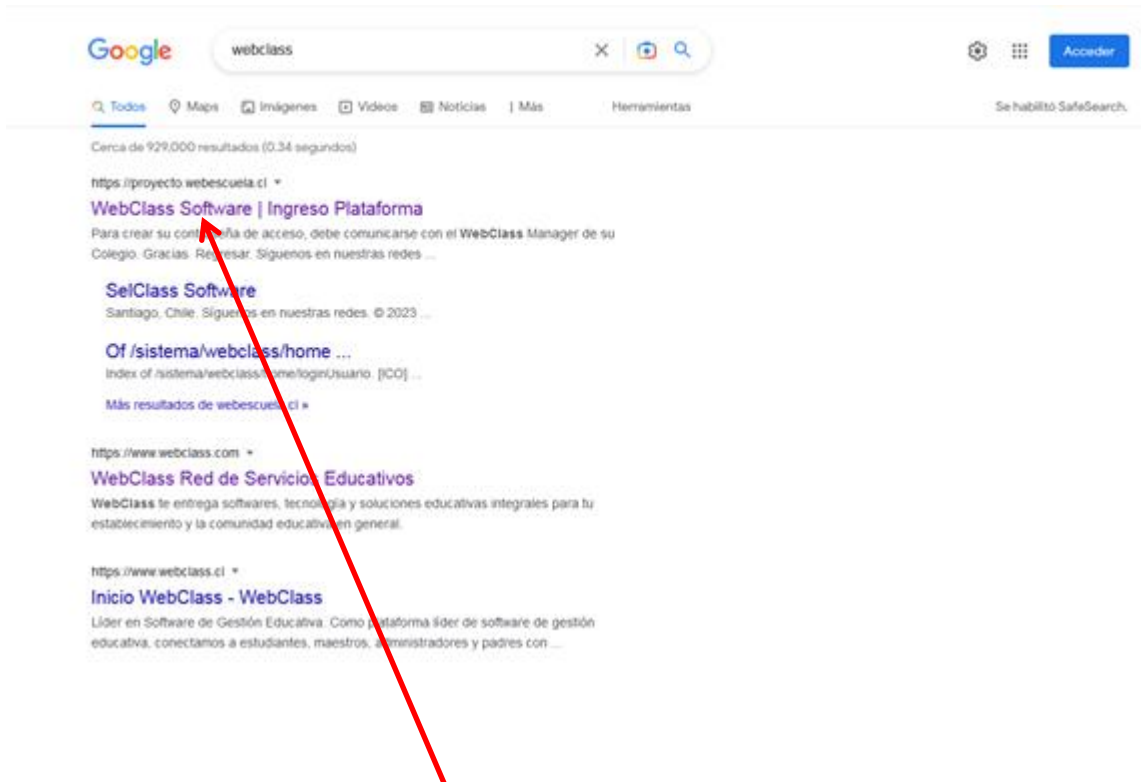 Google
webclass
Acceder
Todos Maps Imágenes Videos Noticias Más Herramientas
Se habilitó SafeSearch.
Cerca de 929,000 resultados (0.34 segundos)
https://proyecto.webescuela.cl
WebClass Software | Ingreso Plataforma
Para crear su de acceso, debe comunicarse con el WebClass Manager de su
Colegio. Gracias. Regresar. Síguenos en nuestras redes ...
SelClass Software
Santiago, Chile. Síguenos en nuestras redes. © 2023 ...
Of /sistema/webclass/home ...
Index of /sistema/webclass/home/loginUsuario. [ICO] ...
Más resultados de webescuela.cl »
https://www.webclass.com
WebClass Red de Servicios Educativos
WebClass te entrega softwares, tecnología y soluciones educativas integrales para tu
establecimiento y la comunidad educativa en general.
https://www.webclass.cl
Inicio WebClass - WebClass
Líder en Software de Gestión Educativa. Como plataforma líder de software de gestión
educativa, conectamos a estudiantes, maestros, administradores y padres con ...